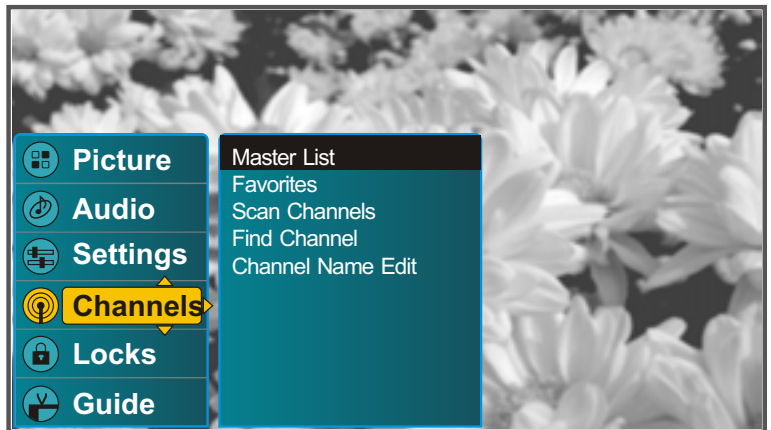 Picture
Audio
Settings
Channels
Locks
Guide
Master List
Favorites
Scan Channels
Find Channel
Channel Name Edit